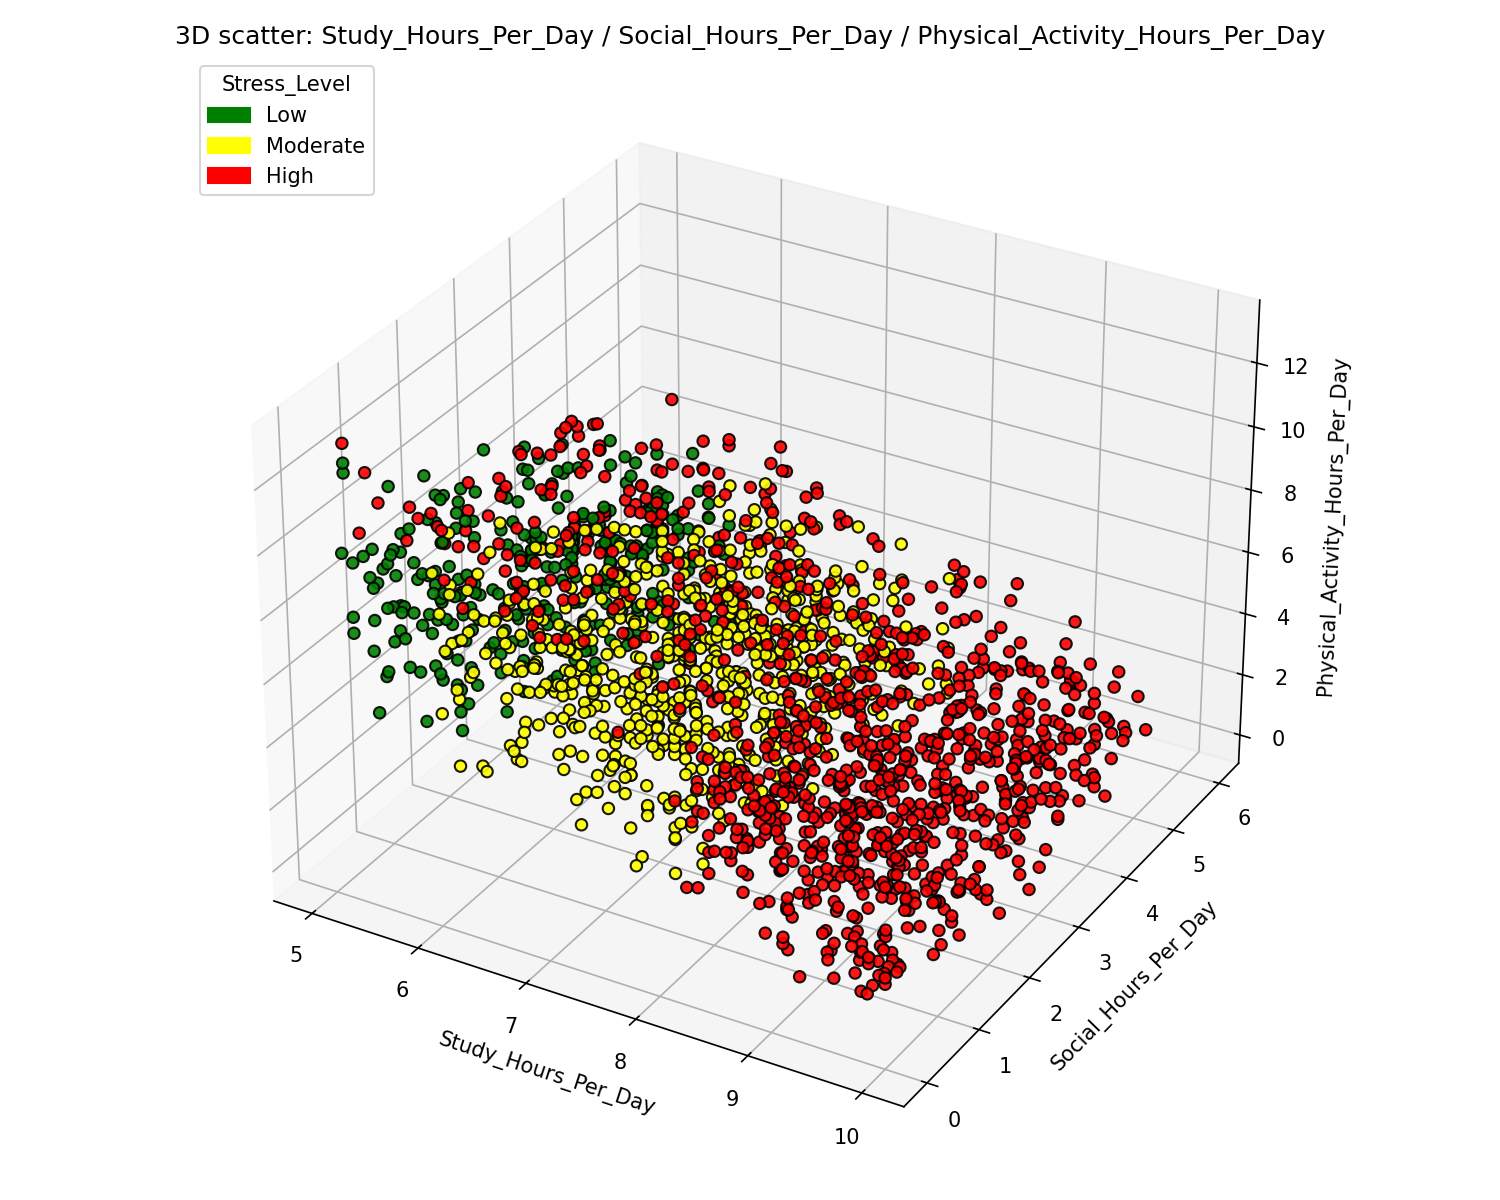 3D scatter: Study_Hours_Per_Day / Social_Hours_Per_Day / Physical_Activity_Hours_Per_Day
Stress_Level
Low
Moderate
High
12
10
8
6
4
2
0
Physical_Activity_Hours_Per_Day
6
5
4
3
2
1
0
Social_Hours_Per_Day
5
6
7
8
9
10
Study_Hours_Per_Day